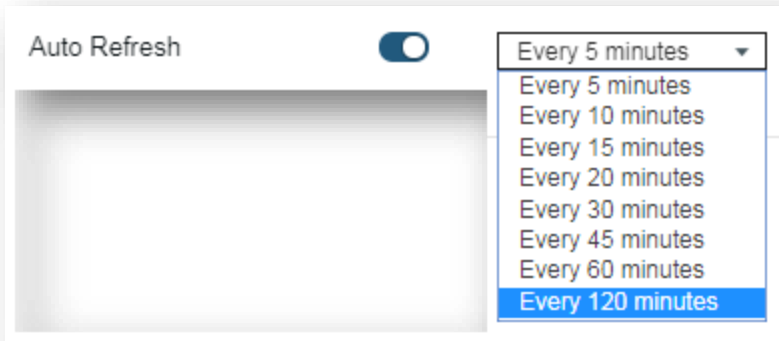 Auto Refresh
Every 5 minutes
Every 5 minutes
Every 10 minutes
Every 15 minutes
Every 20 minutes
Every 30 minutes
Every 45 minutes
Every 60 minutes
Every 120 minutes